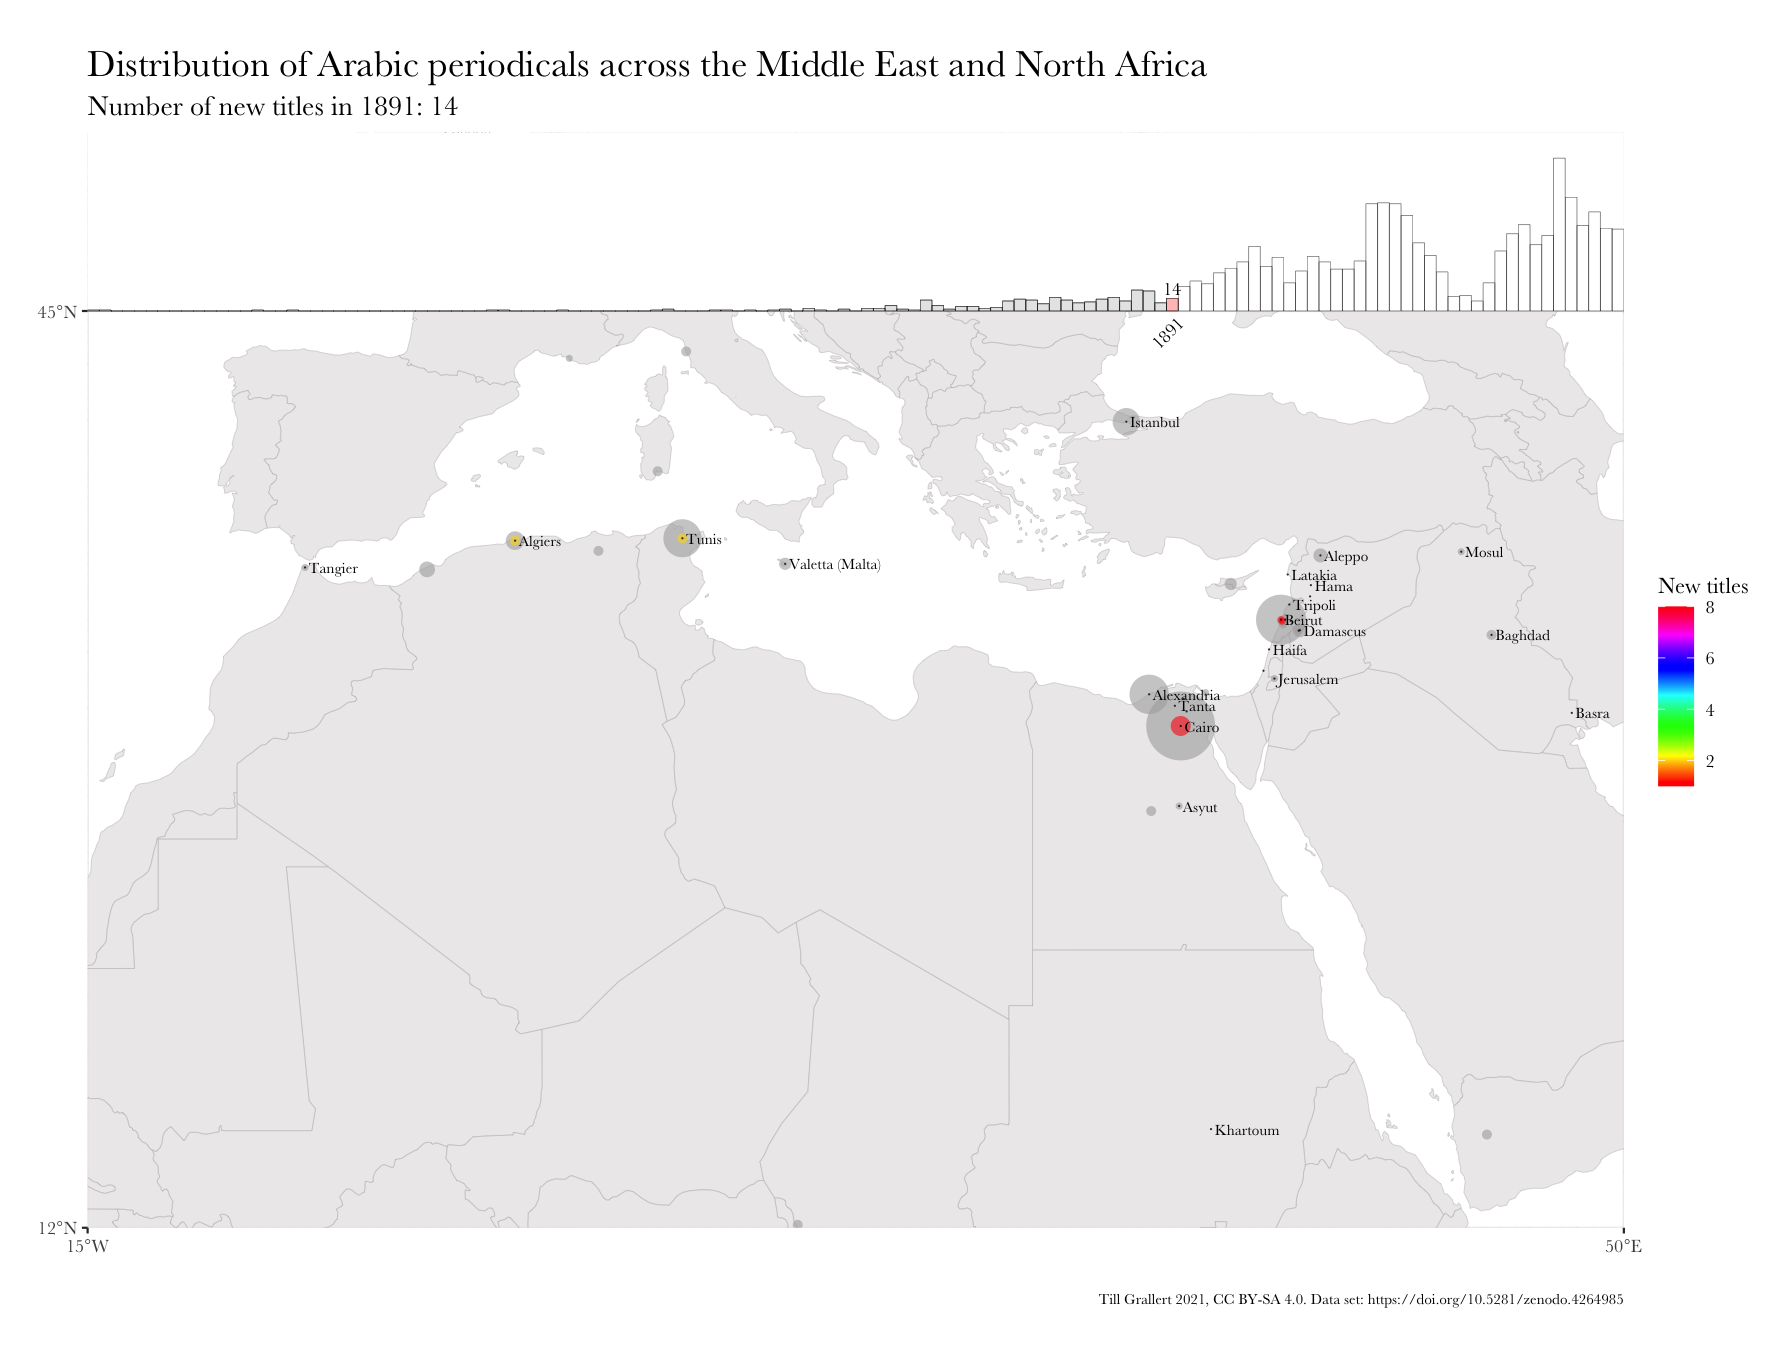 Distribution of Arabic periodicals across the Middle East and North Africa
Number of new titles in 1891: 14
14
45°N
1891
Istanbul
Algiers
Tunis
Tangier
Valetta (Malta)
Aleppo
Mosul
Latakia
Hama
Tripoli
Beirut
Damascus
Baghdad
Haifa
Jerusalem
Alexandria
Tanta
Cairo
Basra
Asyut
Khartoum
New titles
8
6
4
2
12°N
15°W
50°E
Till Grallert 2021, CC BY-SA 4.0. Data set: https://doi.org/10.5281/zenodo.4264985